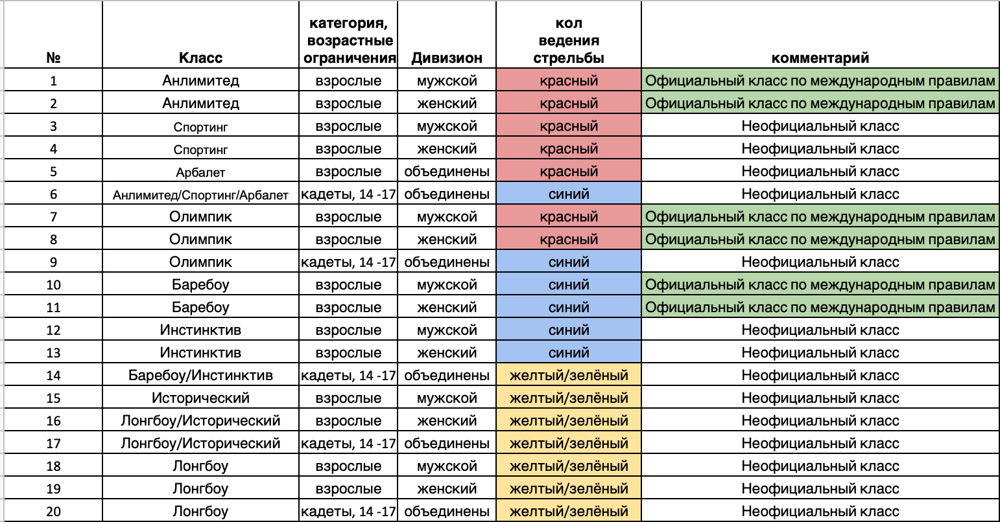 № Класс категория, возрастные ограничения Дивизион кол ведения стрельбы комментарий
1 Анлимитед взрослые мужской красный Официальный класс по международным правилам
2 Анлимитед взрослые женский красный Официальный класс по международным правилам
3 Спортинг взрослые мужской красный Неофициальный класс
4 Спортинг взрослые женский красный Неофициальный класс
5 Арбалет взрослые объединены красный Неофициальный класс
6 Анлимитед/Спортинг/Арбалет кадеты, 14 -17 объединены синий Неофициальный класс
7 Олимпик взрослые мужской красный Официальный класс по международным правилам
8 Олимпик взрослые женский красный Официальный класс по международным правилам
9 Олимпик кадеты, 14 -17 объединены синий Неофициальный класс
10 Баребоу взрослые мужской синий Официальный класс по международным правилам
11 Баребоу взрослые женский синий Официальный класс по международным правилам
12 Инстинктив взрослые мужской синий Неофициальный класс
13 Инстинктив взрослые женский синий Неофициальный класс
14 Баребоу/Инстинктив кадеты, 14 -17 объединены желтый/зелёный Неофициальный класс
15 Исторический взрослые мужской желтый/зелёный Неофициальный класс
16 Лонгбоу/Исторический взрослые женский желтый/зелёный Неофициальный класс
17 Лонгбоу/Исторический кадеты, 14 -17 объединены желтый/зелёный Неофициальный класс
18 Лонгбоу взрослые мужской желтый/зелёный Неофициальный класс
19 Лонгбоу взрослые женский желтый/зелёный Неофициальный класс
20 Лонгбоу кадеты, 14 -17 объединены желтый/зелёный Неофициальный класс